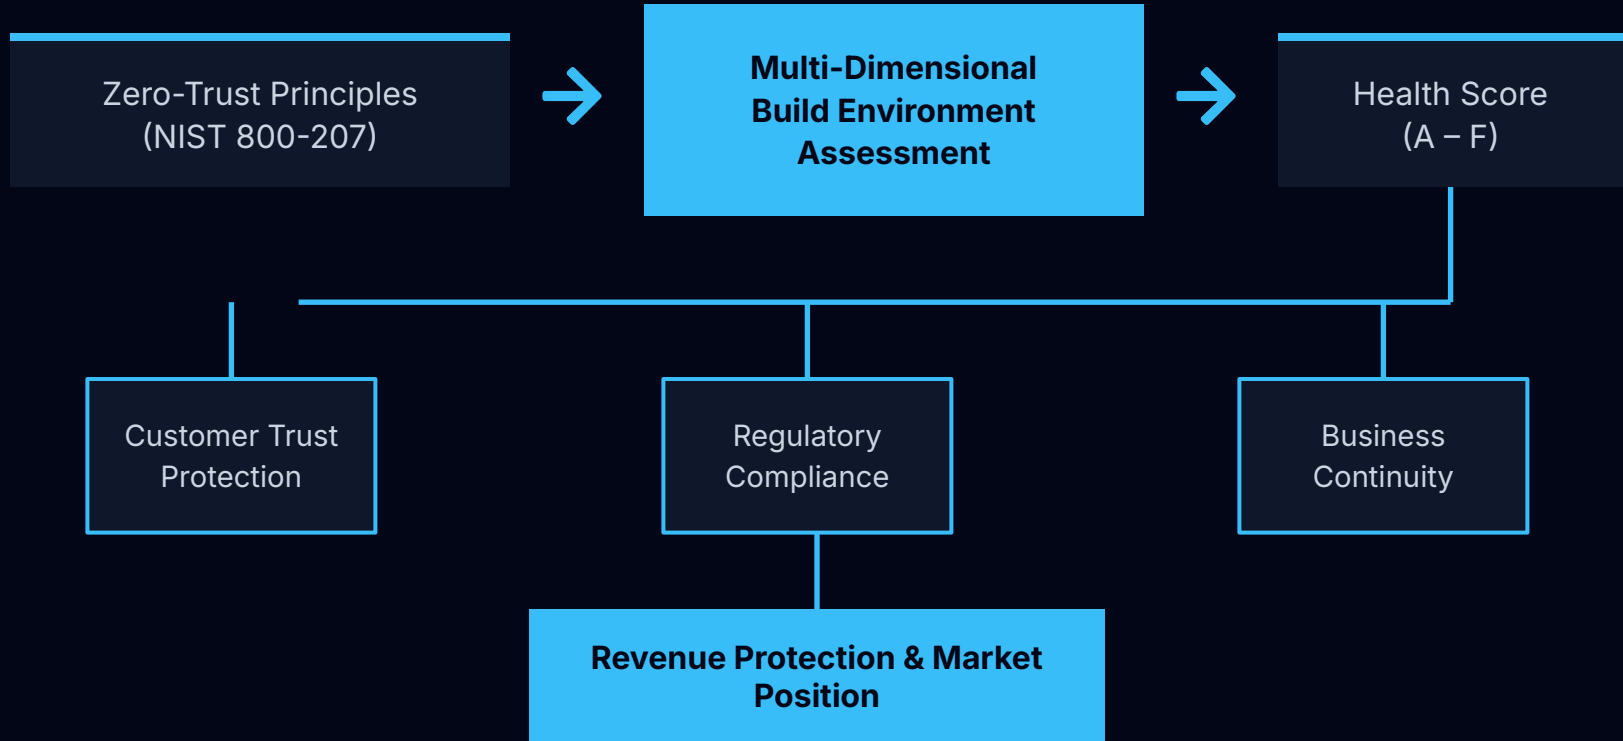 Zero-Trust Principles
(NIST 800-207)
Multi-Dimensional
Build Environment
Assessment
Health Score
(A – F)
Customer Trust
Protection
Regulatory
Compliance
Business
Continuity
Revenue Protection & Market
Position